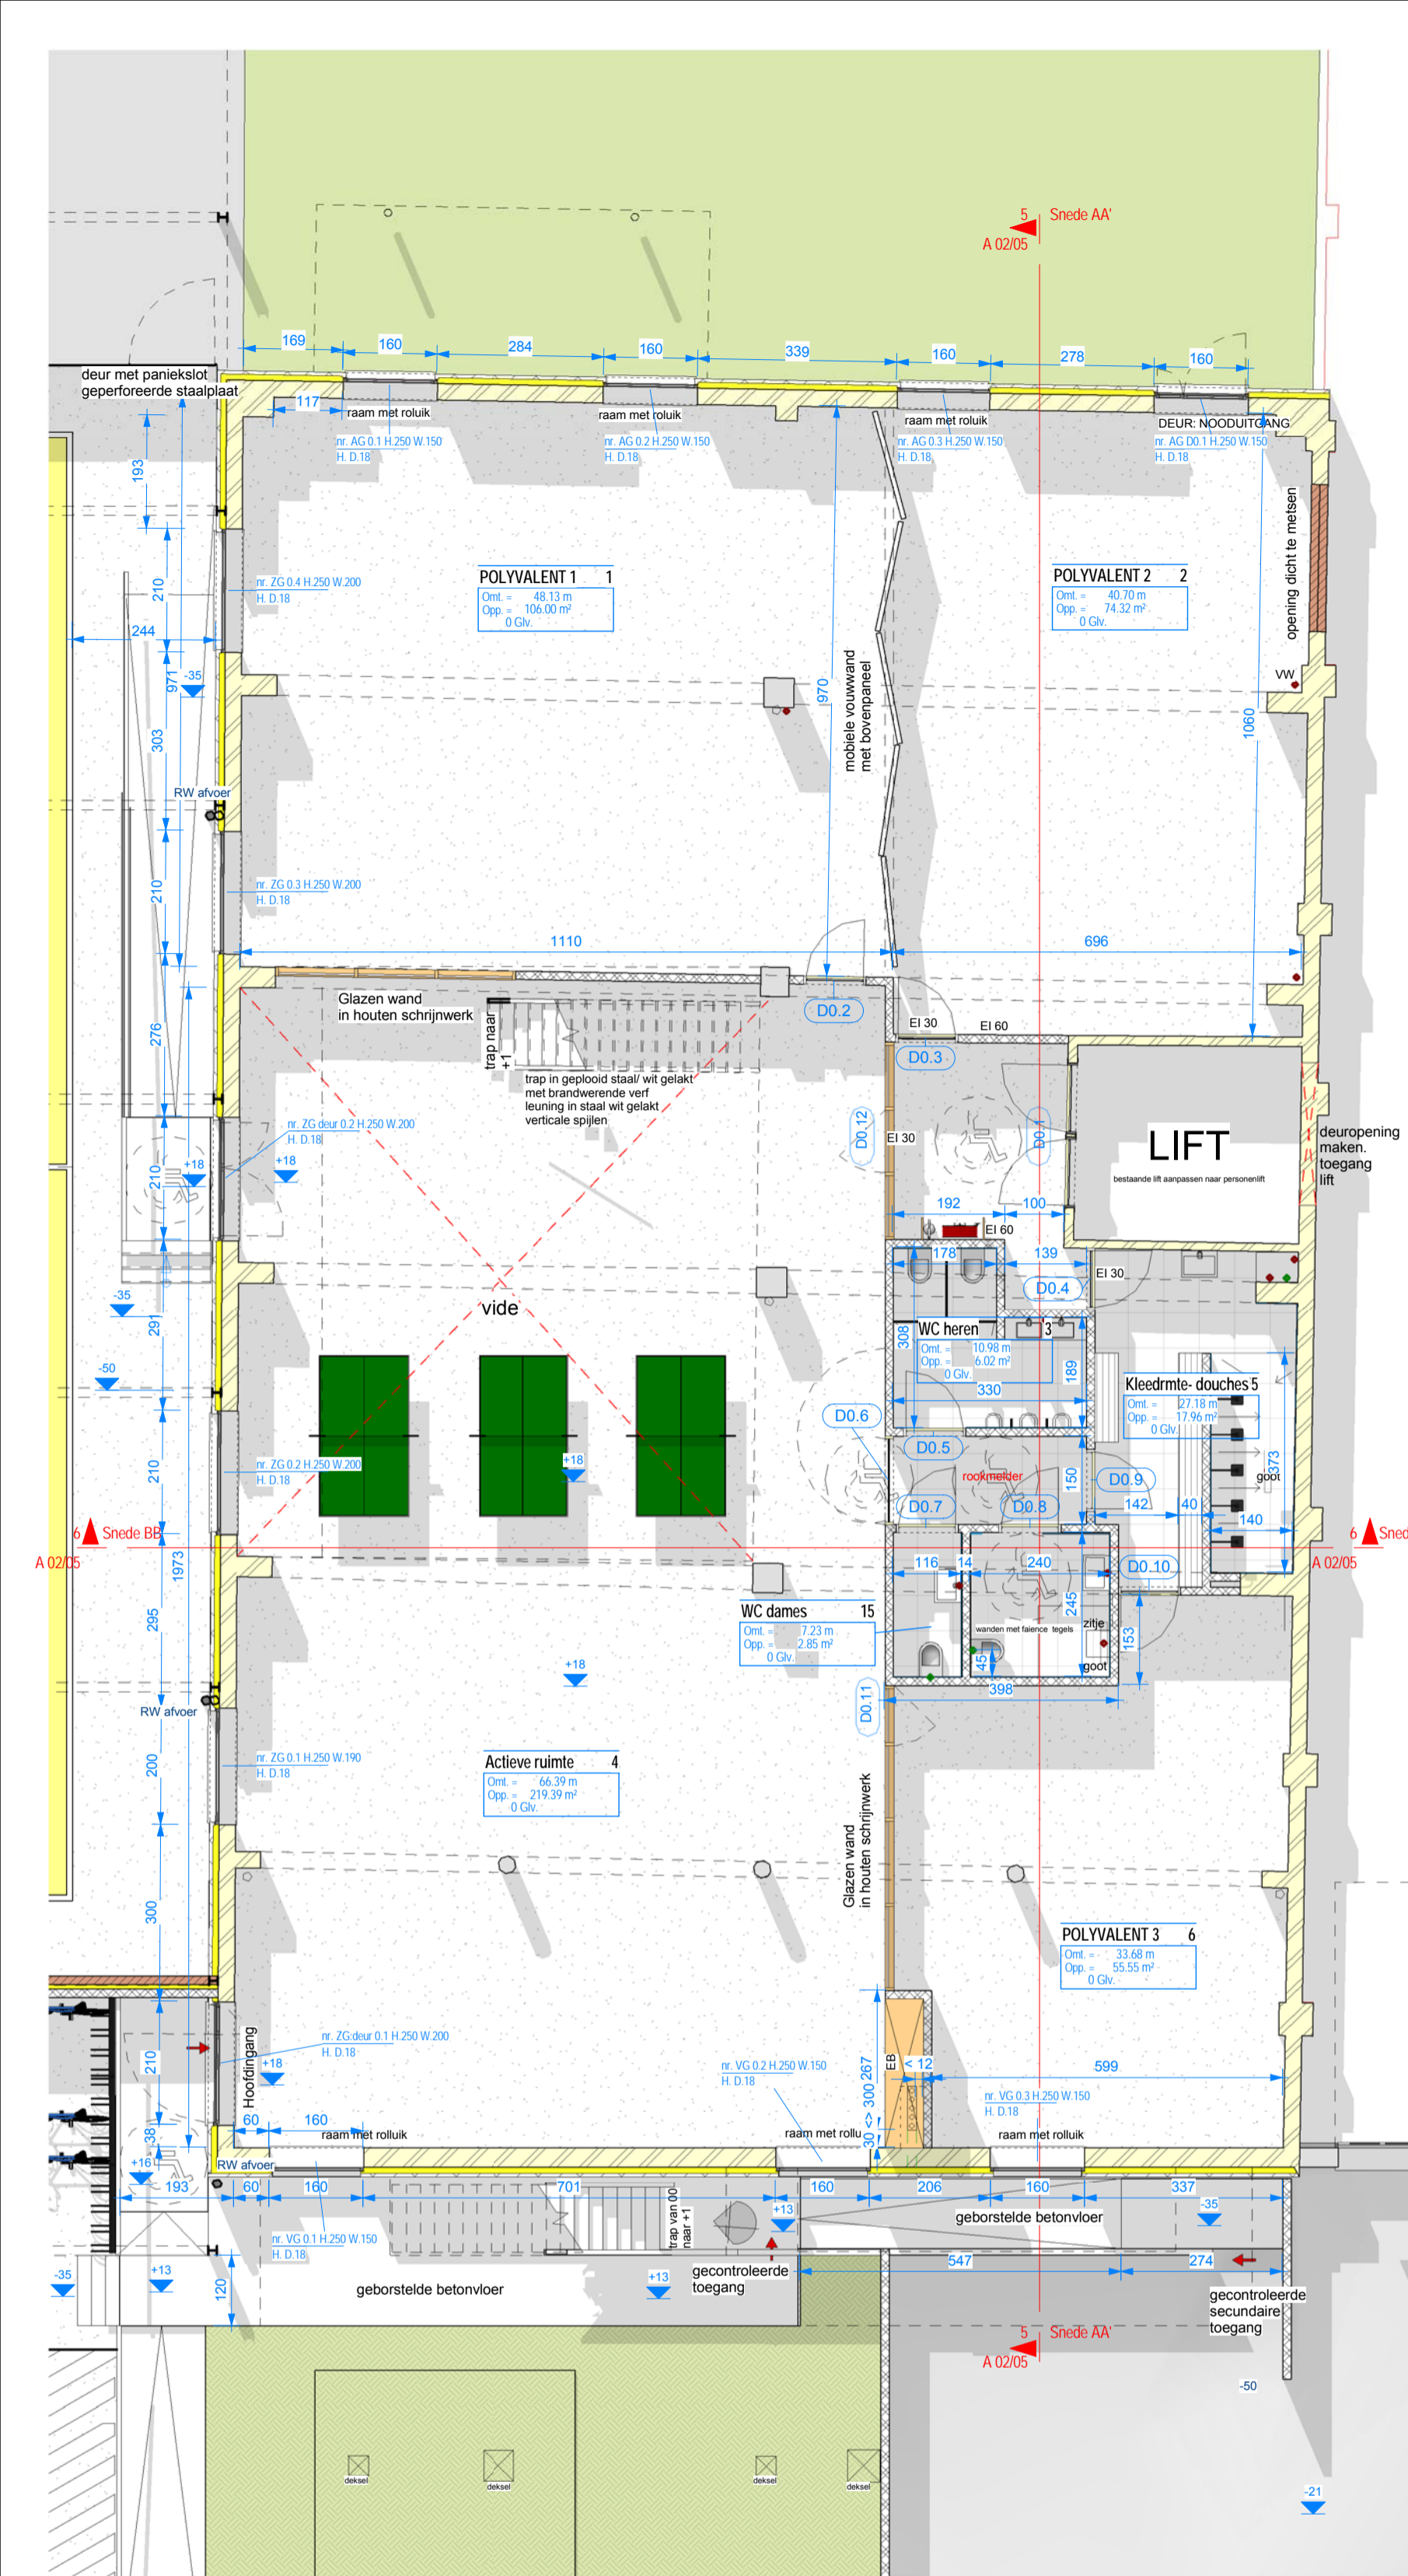 5 Snede AA'
A 02/05
169
160
284
160
339
160
278
160
deur met paniekslot
geperforeerde staalplaat
117
raam met roluik
raam met roluik
raam met roluik
DEUR: NOODUITGANG
nr. AG 0.1 H.250 W.150
H. D.18
nr. AG 0.2 H.250 W.150
H. D.18
nr. AG 0.3 H.250 W.150
H. D.18
nr. AG D0.1 H.250 W.150
H. D.18
193
opening dicht te metsen
210
nr. ZG 0.4 H.250 W.200
H. D.18
POLYVALENT 1 1
Omt. = 48.13 m
Opp. = 106.00 m²
0 Glv.
POLYVALENT 2 2
Omt. = 40.70 m
Opp. = 74.32 m²
0 Glv.
244
971
-35
970
mobiele vouwwand
met bovenpaneel
VW
1060
303
RW afvoer
210
nr. ZG 0.3 H.250 W.200
H. D.18
1110
696
Glazen wand
in houten schrijnwerk
trap naar
+1
D0.2
EI 30
EI 60
D0.3
276
trap in geplooid staal/ wit gelakt
met brandwerende verf
leuning in staal wit gelakt
verticale spijlen
nr. ZG deur 0.2 H.250 W.200
H. D.18
D0.12
EI 30
D0.1
LIFT
bestaande lift aanpassen naar personenlift
deuropening
maken.
toegang
lift
+18
+18
210
192
100
EI 60
178
139
EI 30
D0.4
-35
291
vide
308
WC heren 3
Omt. = 10.98 m
Opp. = 6.02 m²
0 Glv.
189
330
-50
Kleedrmte- douches 5
Omt. = 27.18 m
Opp. = 17.96 m²
0 Glv.
D0.6
D0.5
210
nr. ZG 0.2 H.250 W.200
H. D.18
+18
rookmelder
150
D0.9
goot
373
D0.7
D0.8
142
40
140
6 Snede BB
A 02/05
6 Sned
A 02/05
1973
116
14
240
D0.10
295
245
WC dames 15
Omt. = 7.23 m
Opp. = 2.85 m²
0 Glv.
wanden met faience tegels
zitje
153
45
goot
+18
398
RW afvoer
D0.11
200
nr. ZG 0.1 H.250 W.190
H. D.18
Actieve ruimte 4
Omt. = 66.39 m
Opp. = 219.39 m²
0 Glv.
Glazen wand
in houten schrijnwerk
300
POLYVALENT 3 6
Omt. = 33.68 m
Opp. = 55.55 m²
0 Glv.
210
Hoofdingang
nr. ZG:deur 0.1 H.250 W.200
H. D.18
+18
nr. VG 0.2 H.250 W.150
H. D.18
267
30 <> 300
EB
< 12
599
nr. VG 0.3 H.250 W.150
H. D.18
38
60
160
raam met rolluik
raam met rollu
raam met rolluik
+16
RW afvoer
193
60
160
701
160
206
160
337
trap van 00
naar +1
+13
-35
nr. VG 0.1 H.250 W.150
H. D.18
geborstelde betonvloer
547
274
-35
+13
120
geborstelde betonvloer
+13
gecontroleerde
toegang
gecontroleerde
secundaire
toegang
5 Snede AA'
A 02/05
-50
deksel
deksel
deksel
deksel
-21